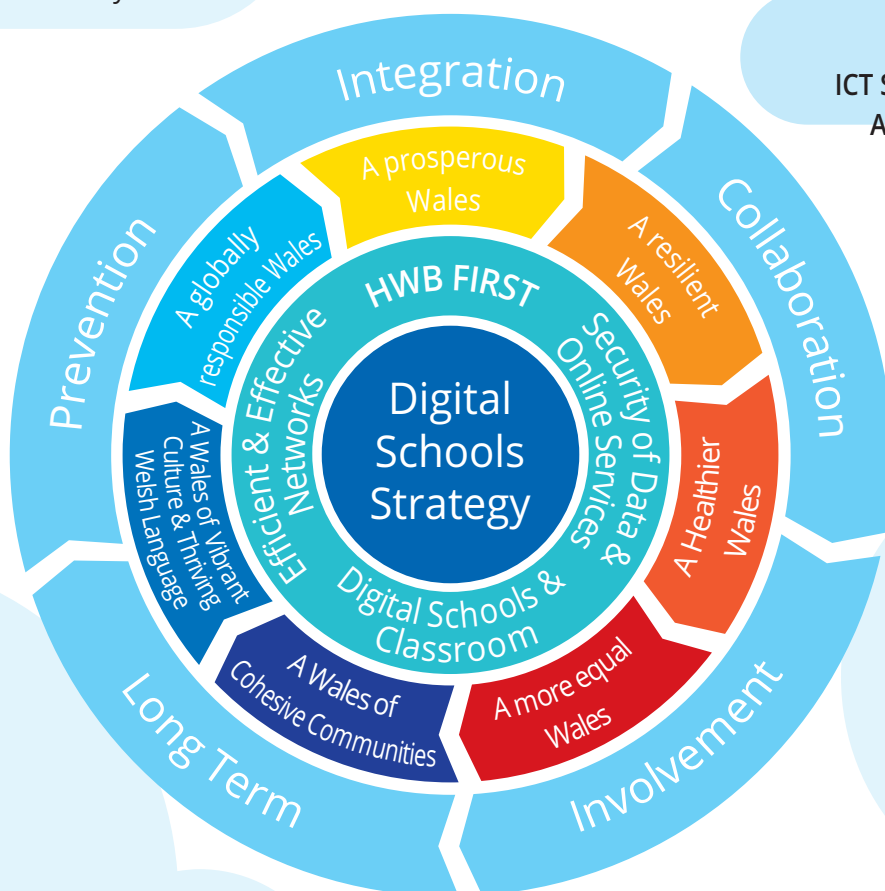 Integration
Collaboration
Involvement
Long Term
Prevention
A prosperous
Wales
A resilient
Wales
A Healthier
Wales
A more equal
Wales
A Wales of
Cohesive Communities
A Wales of Vibrant
Culture & Thriving
Welsh Language
A globally
responsible Wales
HWB FIRST
Security of Data &
Online Services
Digital Schools &
Classroom
Efficient & Effective
Networks
Digital
Schools
Strategy
ICT